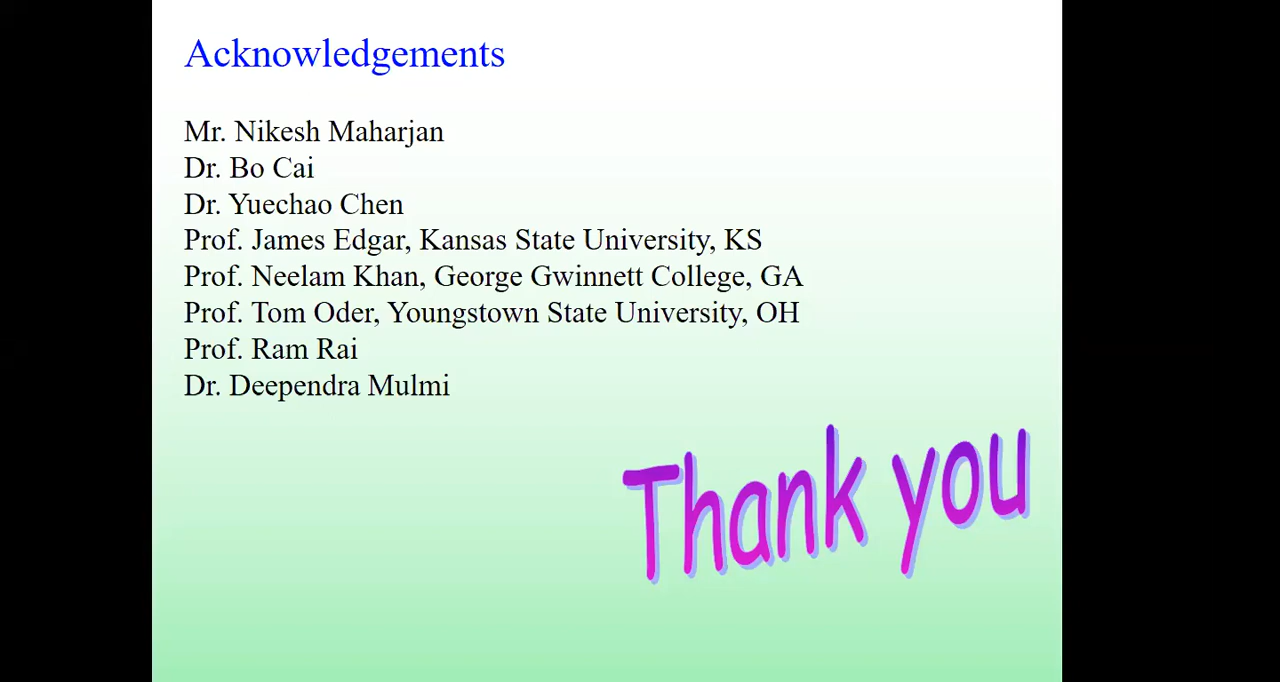 Acknowledgements
Mr. Nikesh Maharjan
Dr. Bo Cai
Dr. Yuechao Chen
Prof. James Edgar, Kansas State University, KS
Prof. Neelam Khan, George Gwinnett College, GA
Prof. Tom Oder, Youngstown State University, OH
Prof. Ram Rai
Dr. Deependra Mulmi
Thank you